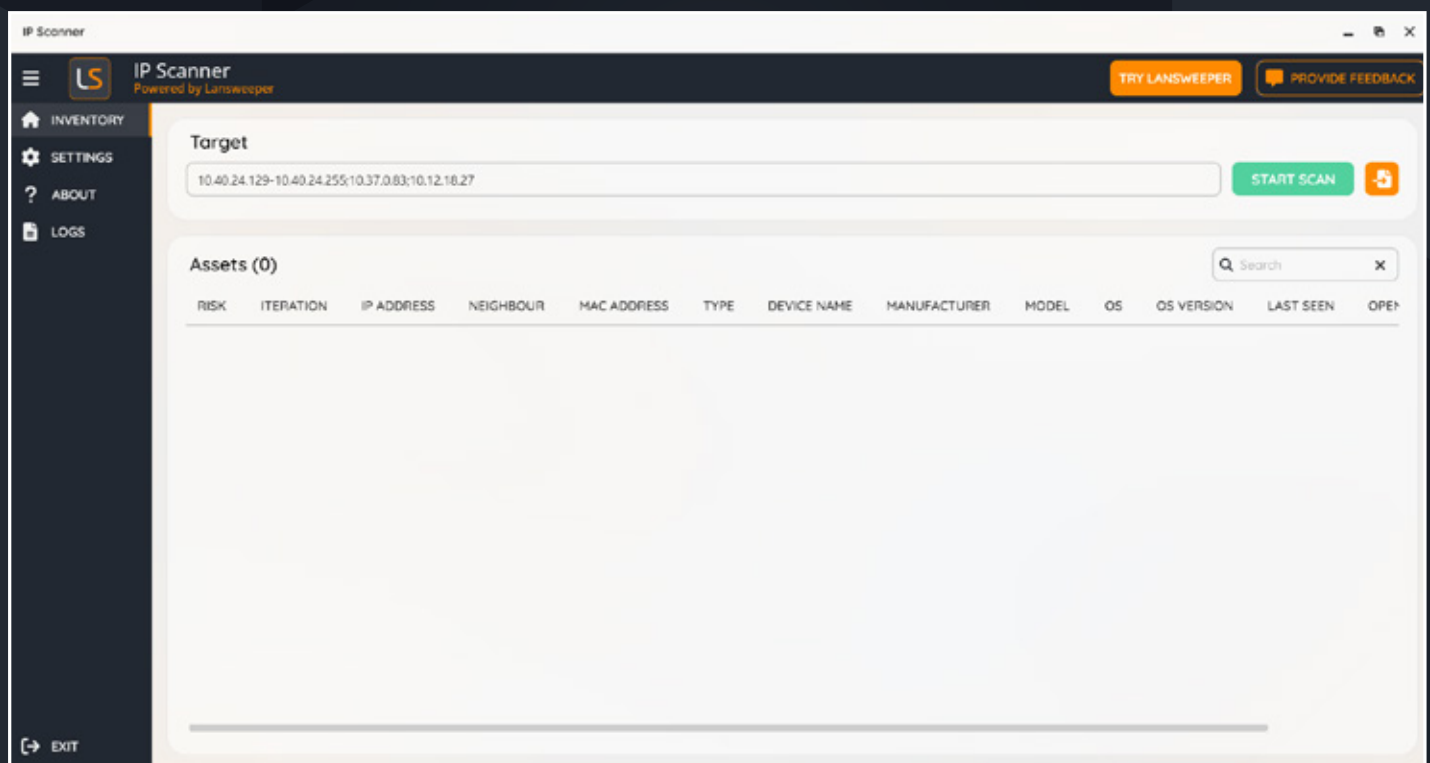 IP Scanner
LS
IP Scanner
Powered by Lansweeper
TRY LANSWEEPER
PROVIDE FEEDBACK
INVENTORY
SETTINGS
ABOUT
LOGS
EXIT
Target
10.40.24.129-10.40.24.255;10.37.0.83;10.12.18.27
START SCAN
Assets (0)
Search
RISK ITERATION IP ADDRESS NEIGHBOUR MAC ADDRESS TYPE DEVICE NAME MANUFACTURER MODEL OS OS VERSION LAST SEEN OPEN